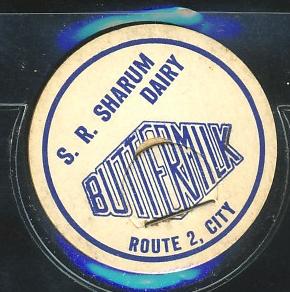 S. R. SHARUM
DAIRY
BUTTERMILK
ROUTE 2, CITY